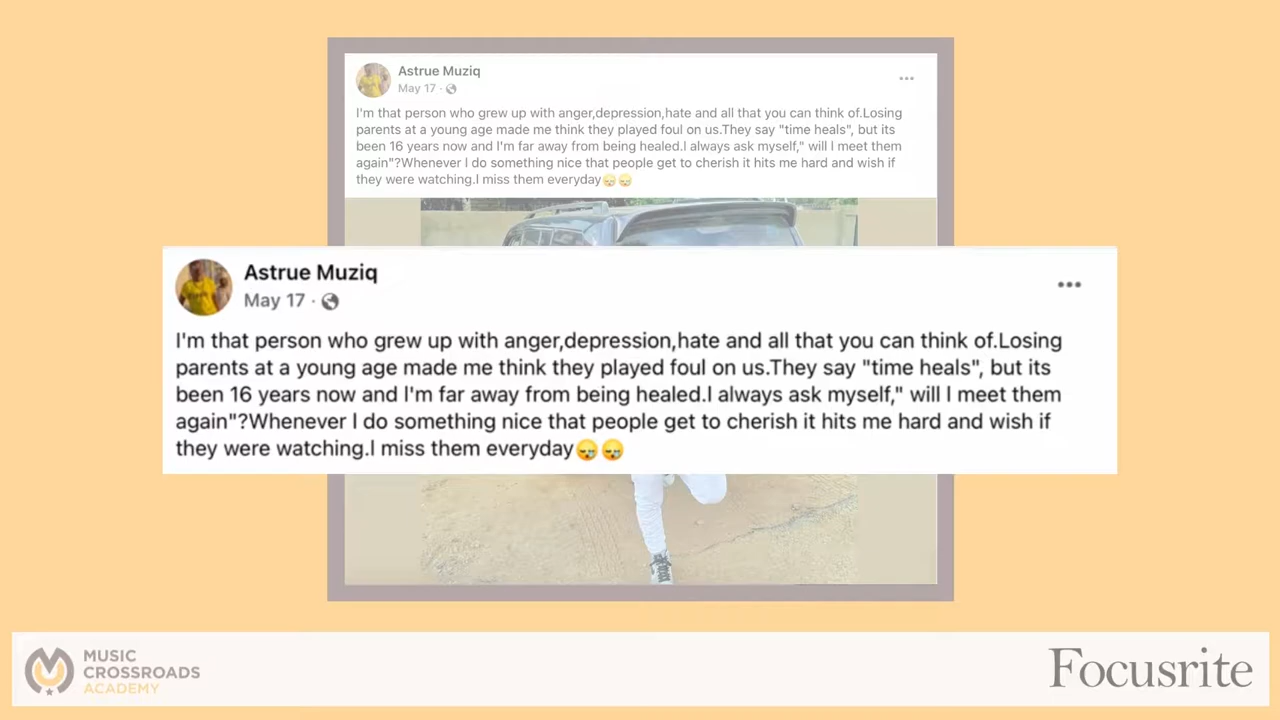 Astrue Muziq
May 17 ·
I'm that person who grew up with anger,depression,hate and all that you can think of.Losing
parents at a young age made me think they played foul on us.They say "time heals", but its
been 16 years now and I'm far away from being healed.I always ask myself," will I meet them
again"?Whenever I do something nice that people get to cherish it hits me hard and wish if
they were watching.I miss them everyday😪😪
Astrue Muziq
May 17 ·
I'm that person who grew up with anger,depression,hate and all that you can think of.Losing
parents at a young age made me think they played foul on us.They say "time heals", but its
been 16 years now and I'm far away from being healed.I always ask myself," will I meet them
again"?Whenever I do something nice that people get to cherish it hits me hard and wish if
they were watching.I miss them everyday😪😪
MUSIC
CROSSROADS
ACADEMY
Focusrite